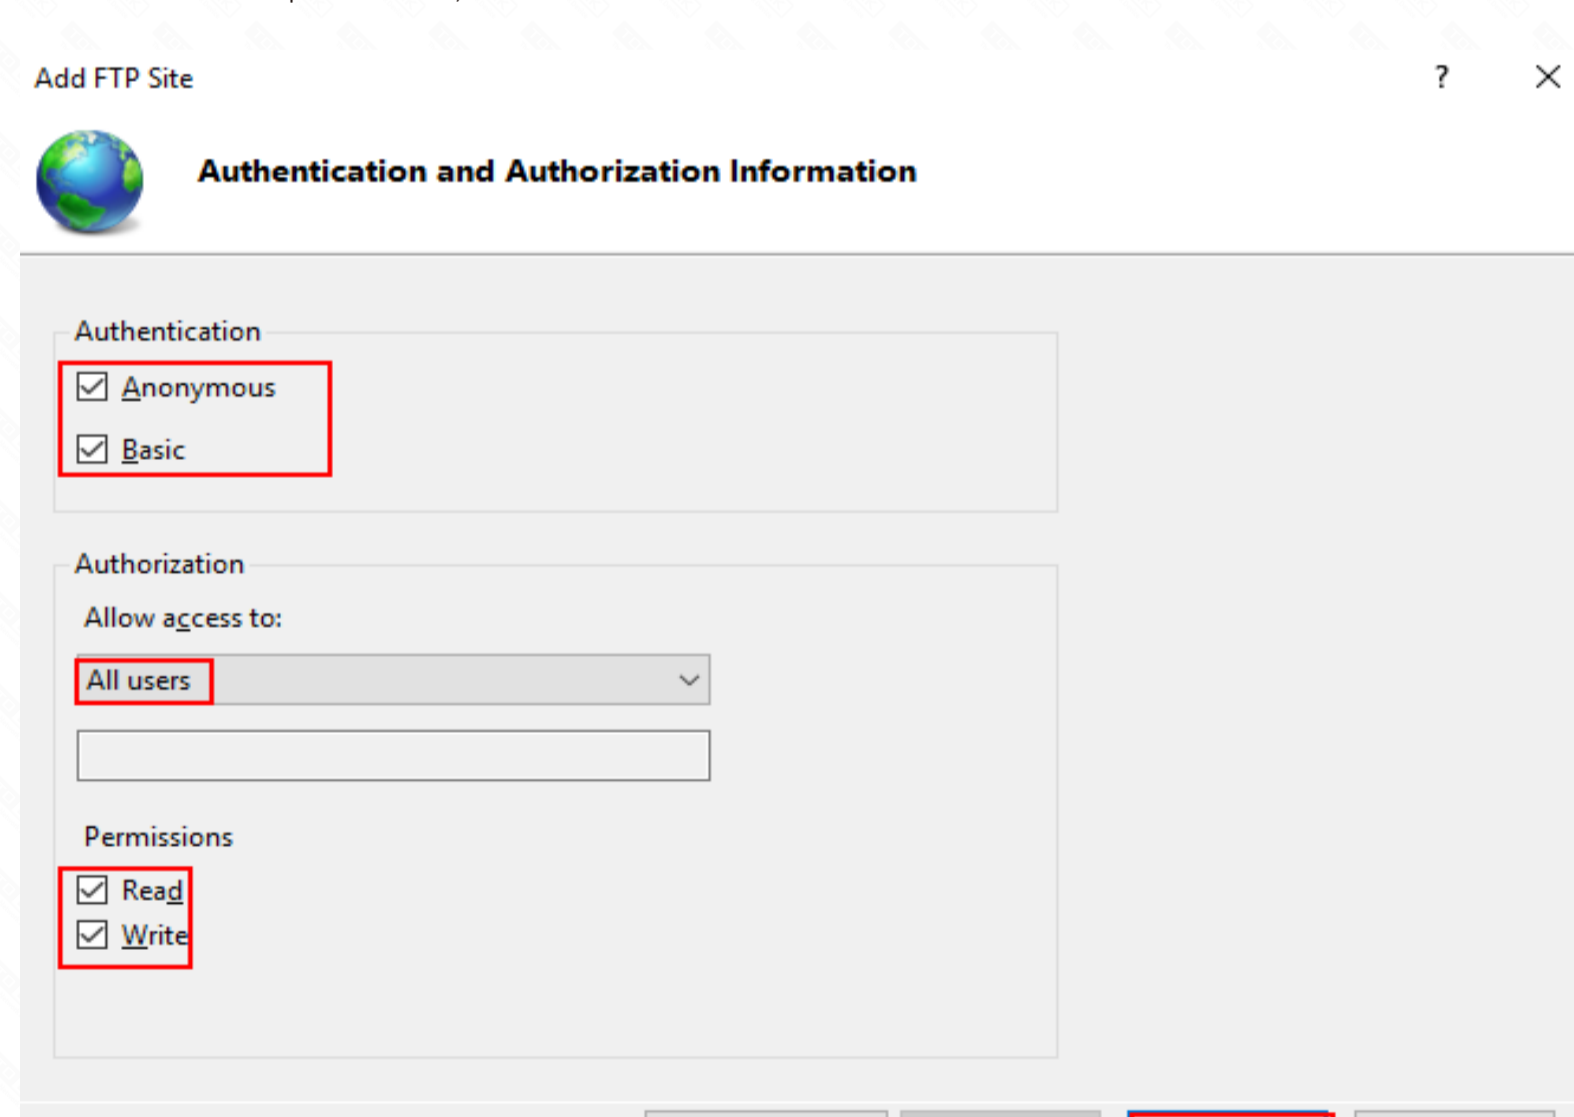 Add FTP Site
?
Authentication and Authorization Information
Authentication
Anonymous
Basic
Authorization
Allow access to:
All users
Permissions
Read
Write